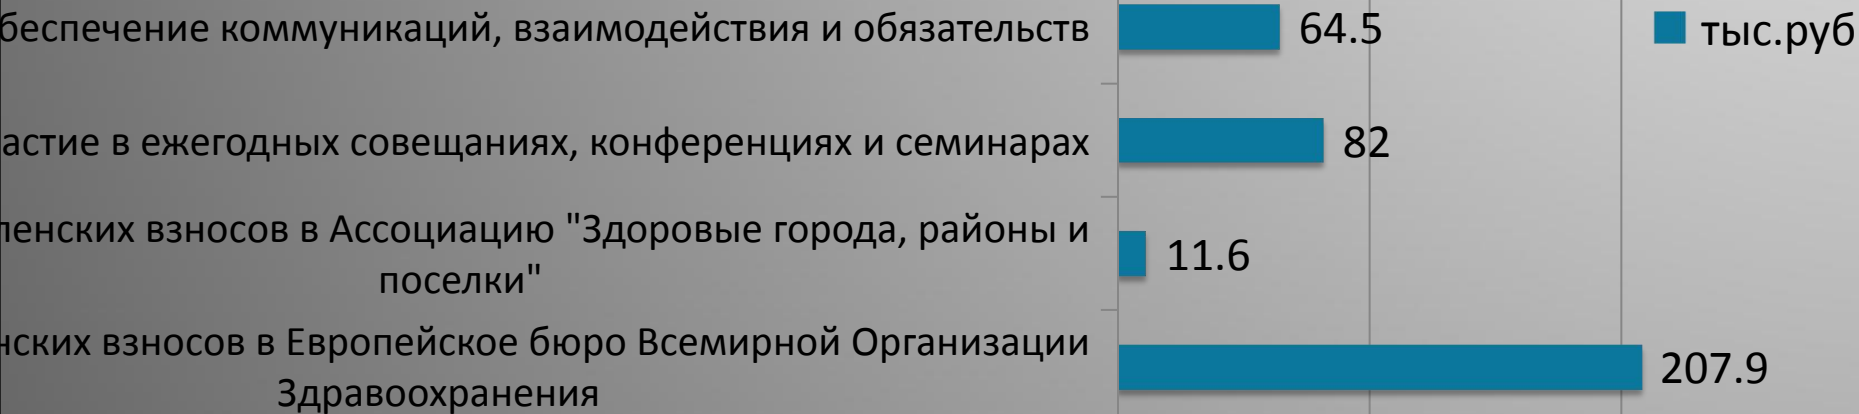 беспечение коммуникаций, взаимодействия и обязательств
64.5
тыс.руб
астие в ежегодных совещаниях, конференциях и семинарах
82
ленских взносов в Ассоциацию "Здоровые города, районы и
поселки"
11.6
нских взносов в Европейское бюро Всемирной Организации
Здравоохранения
207.9